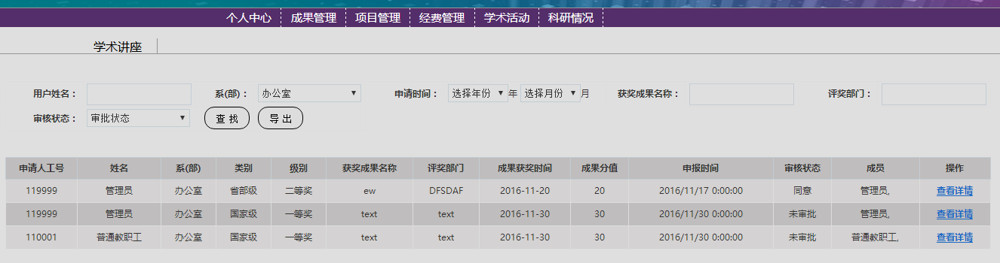 个人中心 成果管理 项目管理 经费管理 学术活动 科研情况
学术讲座
用户姓名： 系(部)： 办公室 申请时间： 选择年份 年 选择月份 月 获奖成果名称： 评奖部门：
审核状态： 审批状态 查 找 导 出
申请人工号 姓名 系(部) 类别 级别 获奖成果名称 评奖部门 成果获奖时间 成果分值 申报时间 审核状态 成员 操作
119999 管理员 办公室 省部级 二等奖 ew DFSDAF 2016-11-20 20 2016/11/17 0:00:00 同意 管理员, 查看详情
119999 管理员 办公室 国家级 一等奖 text text 2016-11-30 30 2016/11/30 0:00:00 未审批 管理员, 查看详情
110001 普通教职工 办公室 国家级 一等奖 text text 2016-11-30 30 2016/11/30 0:00:00 未审批 普通教职工, 查看详情